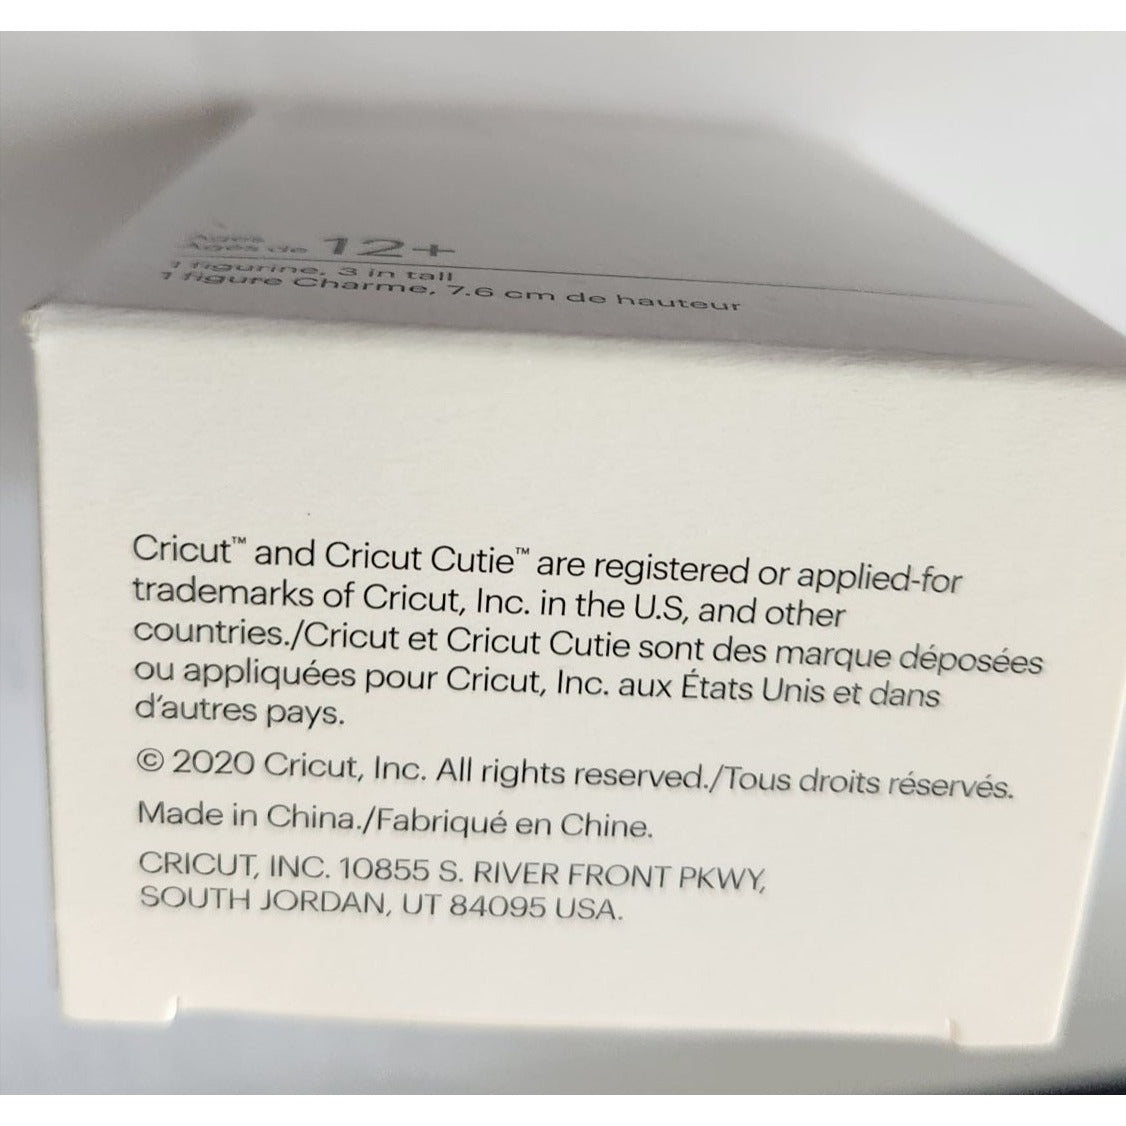 Ages
Âges de 12+
1 figurine, 3 in tall
1 figure Charme, 7.6 cm de hauteur
Cricut™ and Cricut Cutie™ are registered or applied-for
trademarks of Cricut, Inc. in the U.S, and other
countries./Cricut et Cricut Cutie sont des marque déposées
ou appliquées pour Cricut, Inc. aux États Unis et dans
d'autres pays.
© 2020 Cricut, Inc. All rights reserved./Tous droits réservés.
Made in China./Fabriqué en Chine.
CRICUT, INC. 10855 S. RIVER FRONT PKWY,
SOUTH JORDAN, UT 84095 USA.